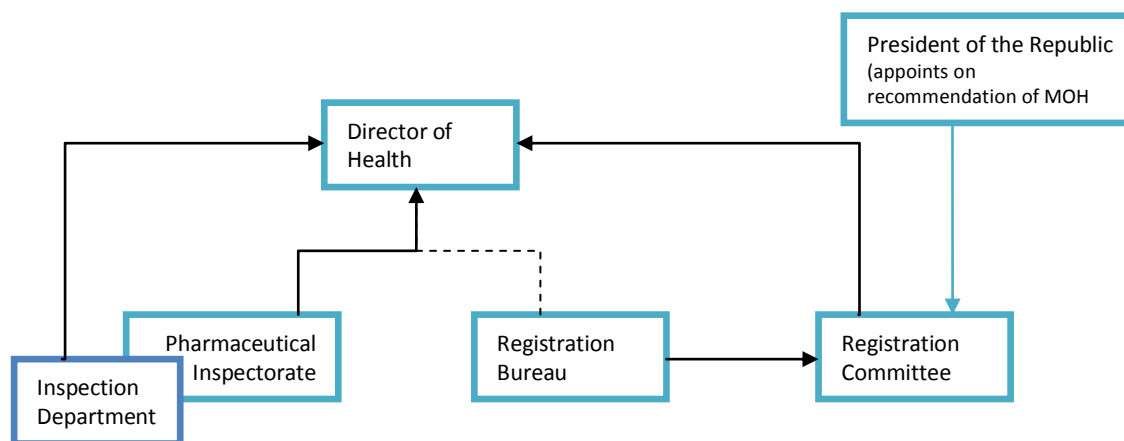 President of the Republic
(appoints on
recommendation of MOH
Director of
Health
Pharmaceutical
Inspectorate
Registration
Bureau
Registration
Committee
Inspection
Department